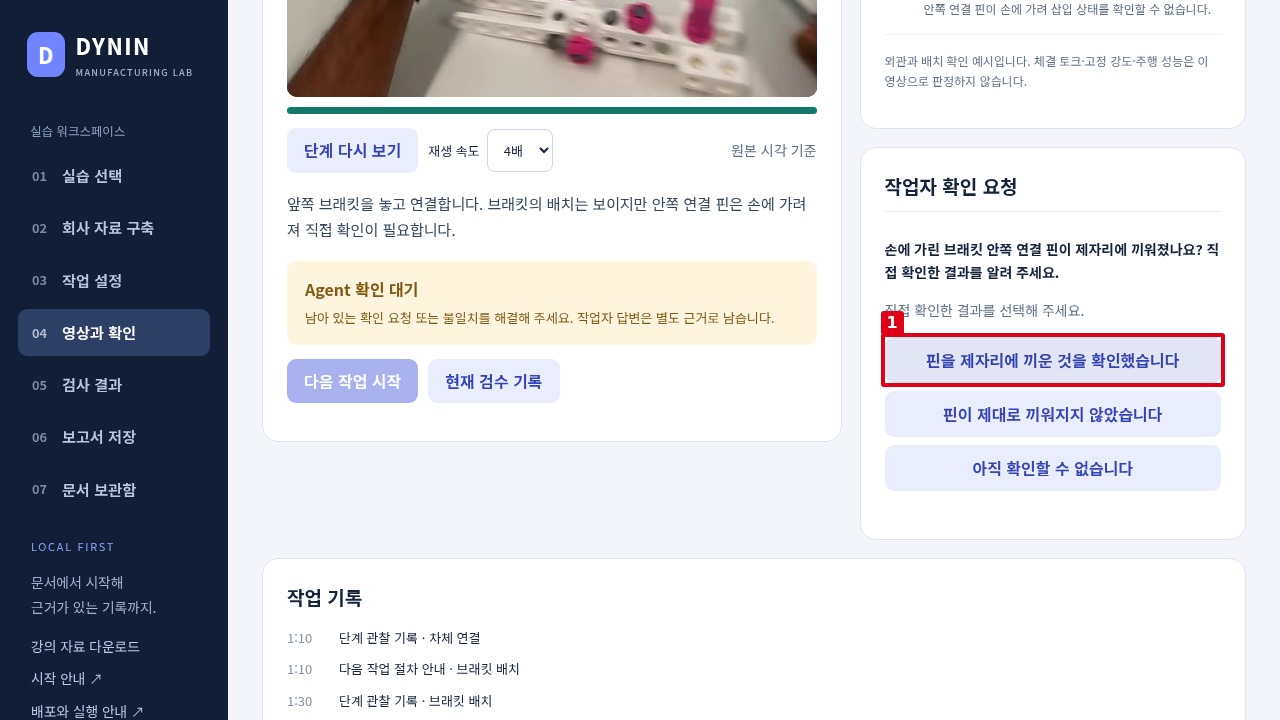 D
DYNIN
MANUFACTURING LAB
실습 워크스페이스
01 실습 선택
02 회사 자료 구축
03 작업 설정
04 영상과 확인
05 검사 결과
06 보고서 저장
07 문서 보관함
LOCAL FIRST
문서에서 시작해
근거가 있는 기록까지.
강의 자료 다운로드
시작 안내 ↗
배포와 실행 안내 ↗
단계 다시 보기
재생 속도
4배
원본 시각 기준
앞쪽 브래킷을 놓고 연결합니다. 브래킷의 배치는 보이지만 안쪽 연결 핀은 손에 가려
져 직접 확인이 필요합니다.
Agent 확인 대기
남아 있는 확인 요청 또는 불일치를 해결해 주세요. 작업자 답변은 별도 근거로 남습니다.
다음 작업 시작
현재 검수 기록
안쪽 연결 핀이 손에 가려 삽입 상태를 확인할 수 없습니다.
외관과 배치 확인 예시입니다. 체결 토크·고정 강도·주행 성능은 이
영상으로 판정하지 않습니다.
작업자 확인 요청
손에 가린 브래킷 안쪽 연결 핀이 제자리에 끼워졌나요? 직
접 확인한 결과를 알려 주세요.
직접 확인한 결과를 선택해 주세요.
1
핀을 제자리에 끼운 것을 확인했습니다
핀이 제대로 끼워지지 않았습니다
아직 확인할 수 없습니다
작업 기록
1:10 단계 관찰 기록 · 차체 연결
1:10 다음 작업 절차 안내 · 브래킷 배치
1:30 단계 관찰 기록 · 브래킷 배치